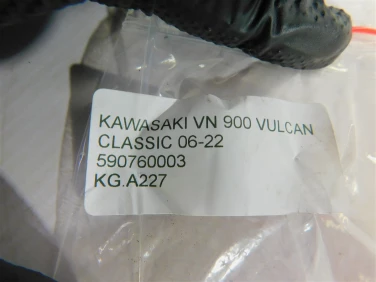 KAWASAKI VN 900 VULCAN
CLASSIC 06-22
590760003
KG.A227